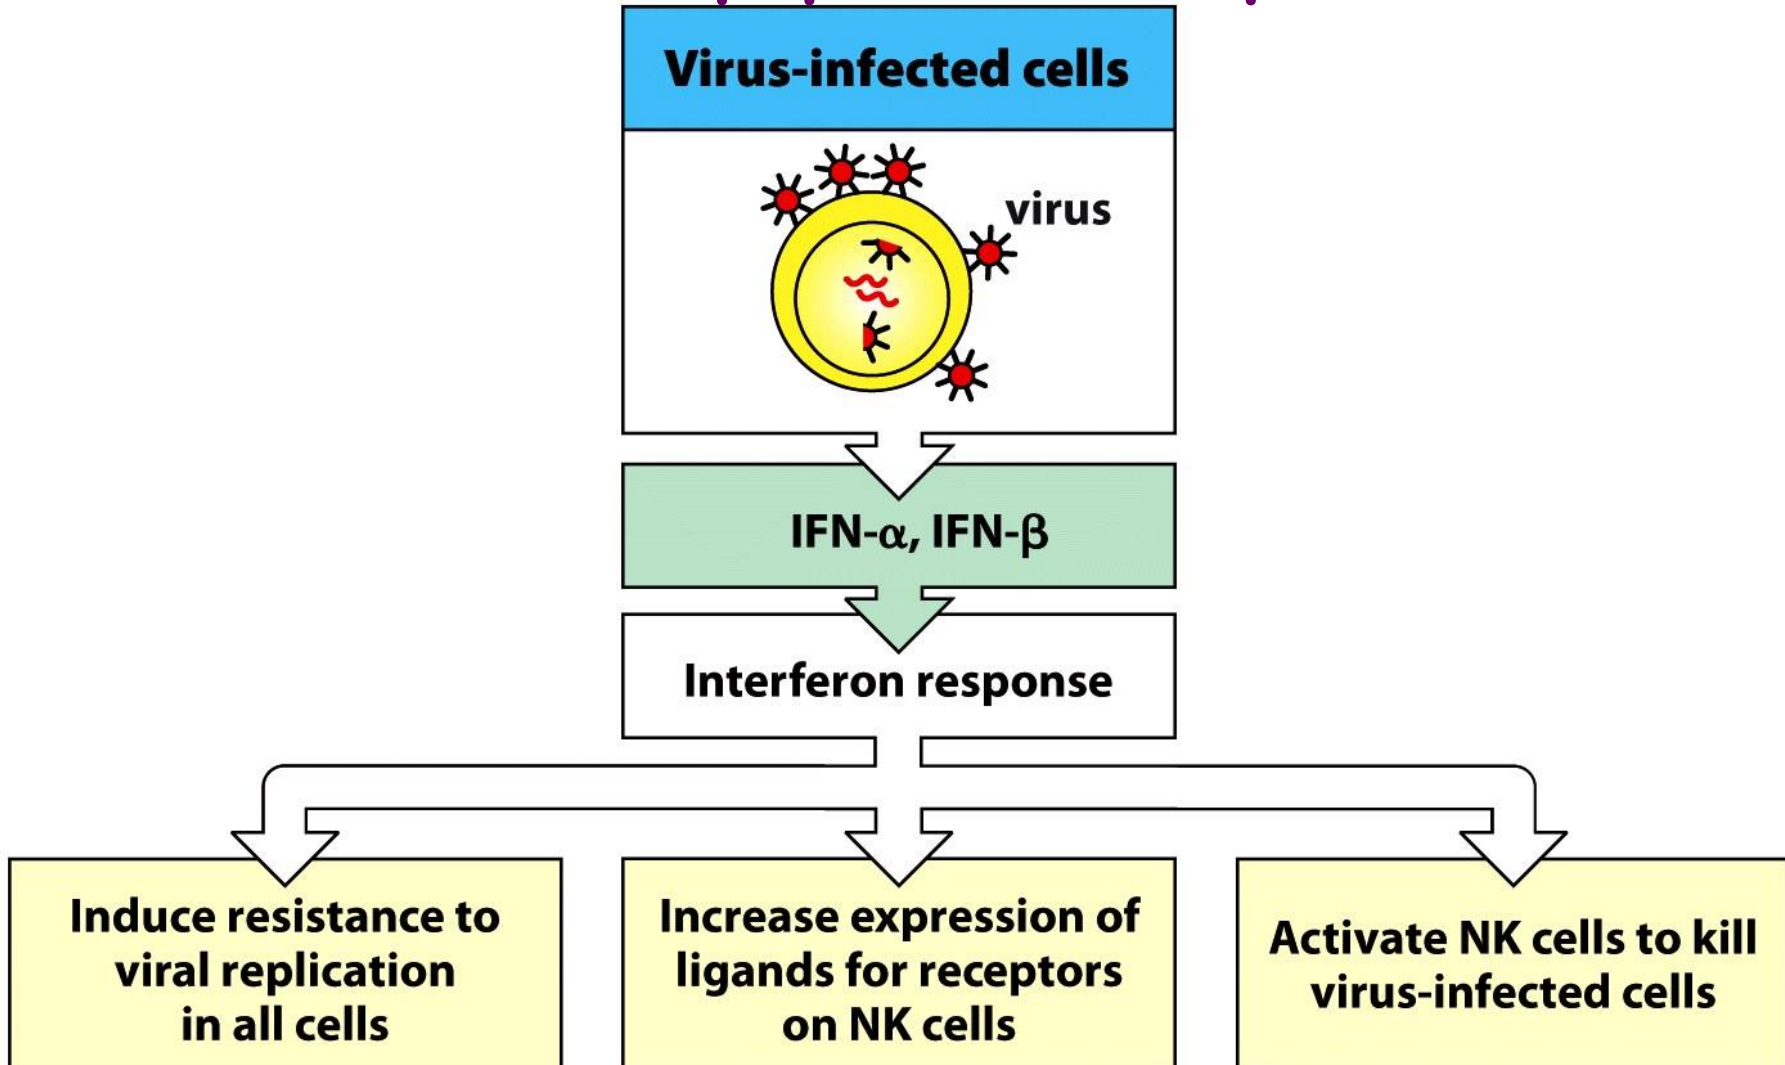 Virus-infected cells
virus
IFN-α, IFN-β
Interferon response
Induce resistance to
viral replication
in all cells
Increase expression of
ligands for receptors
on NK cells
Activate NK cells to kill
virus-infected cells